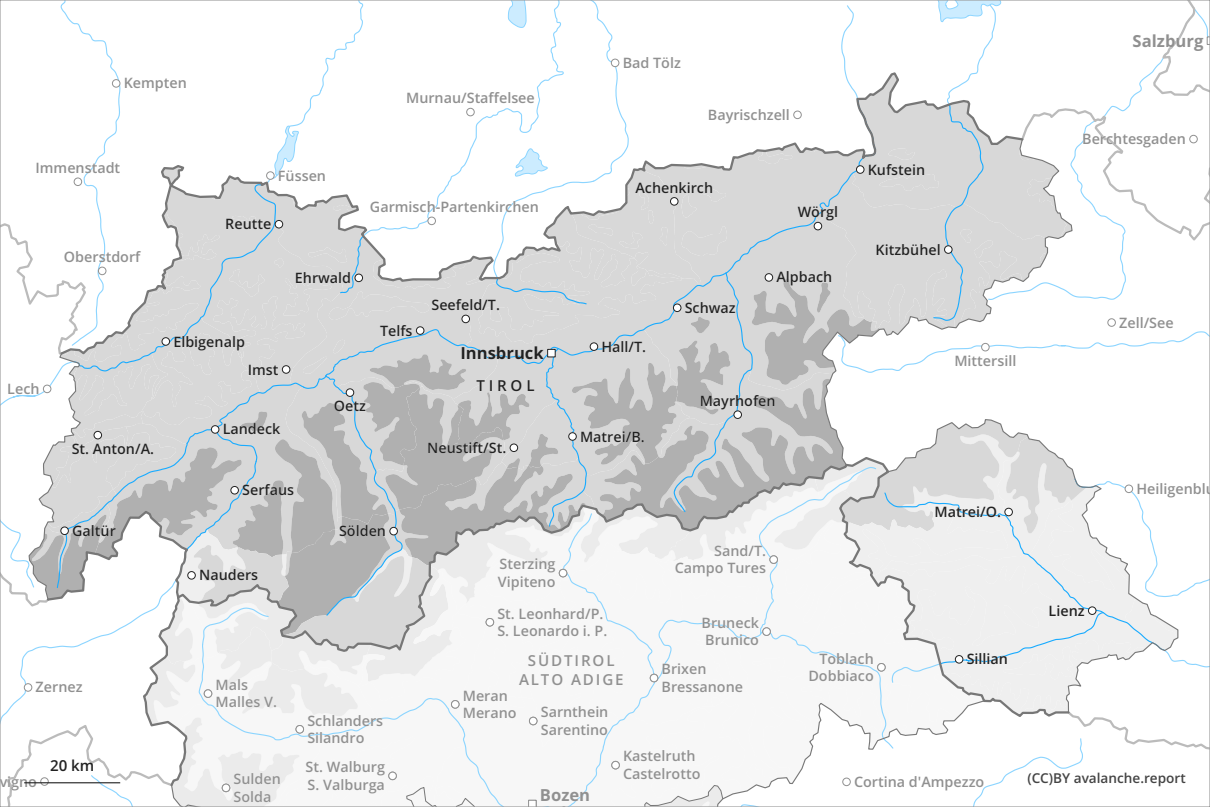 Salzburg
Bad Tölz
Kempten
Murnau/Staffelsee
Bayrischzell
Berchtesgaden
Immenstadt
Füssen
Kufstein
Achenkirch
Garmisch-Partenkirchen
Wörgl
Reutte
Kitzbühel
Oberstdorf
Ehrwald
Alpbach
Seefeld/T.
Schwaz
Zell/See
Telfs
Elbigenalp
Innsbruck
Hall/T.
Mittersill
Imst
TIROL
Lech
Oetz
Mayrhofen
Landeck
Matrei/B.
St. Anton/A.
Neustift/St.
Serfaus
Heiligenblu
Matrei/O.
Galtür
Sölden
Sand/T.
Campo Tures
Sterzing
Vipiteno
Nauders
Lienz
St. Leonhard/P.
S. Leonardo i. P.
Bruneck
Brunico
Toblach
Dobbiaco
Sillian
SÜDTIROL
ALTO ADIGE
Brixen
Bressanone
Zernez
Mals
Malles V.
Meran
Merano
Sarnthein
Sarentino
Schlanders
Silandro
20 km
Kastelruth
Castelrotto
St. Walburg
S. Valburga
Sulden
Solda
vigno
Cortina d'Ampezzo
(CC)BY avalanche.report
Bozen